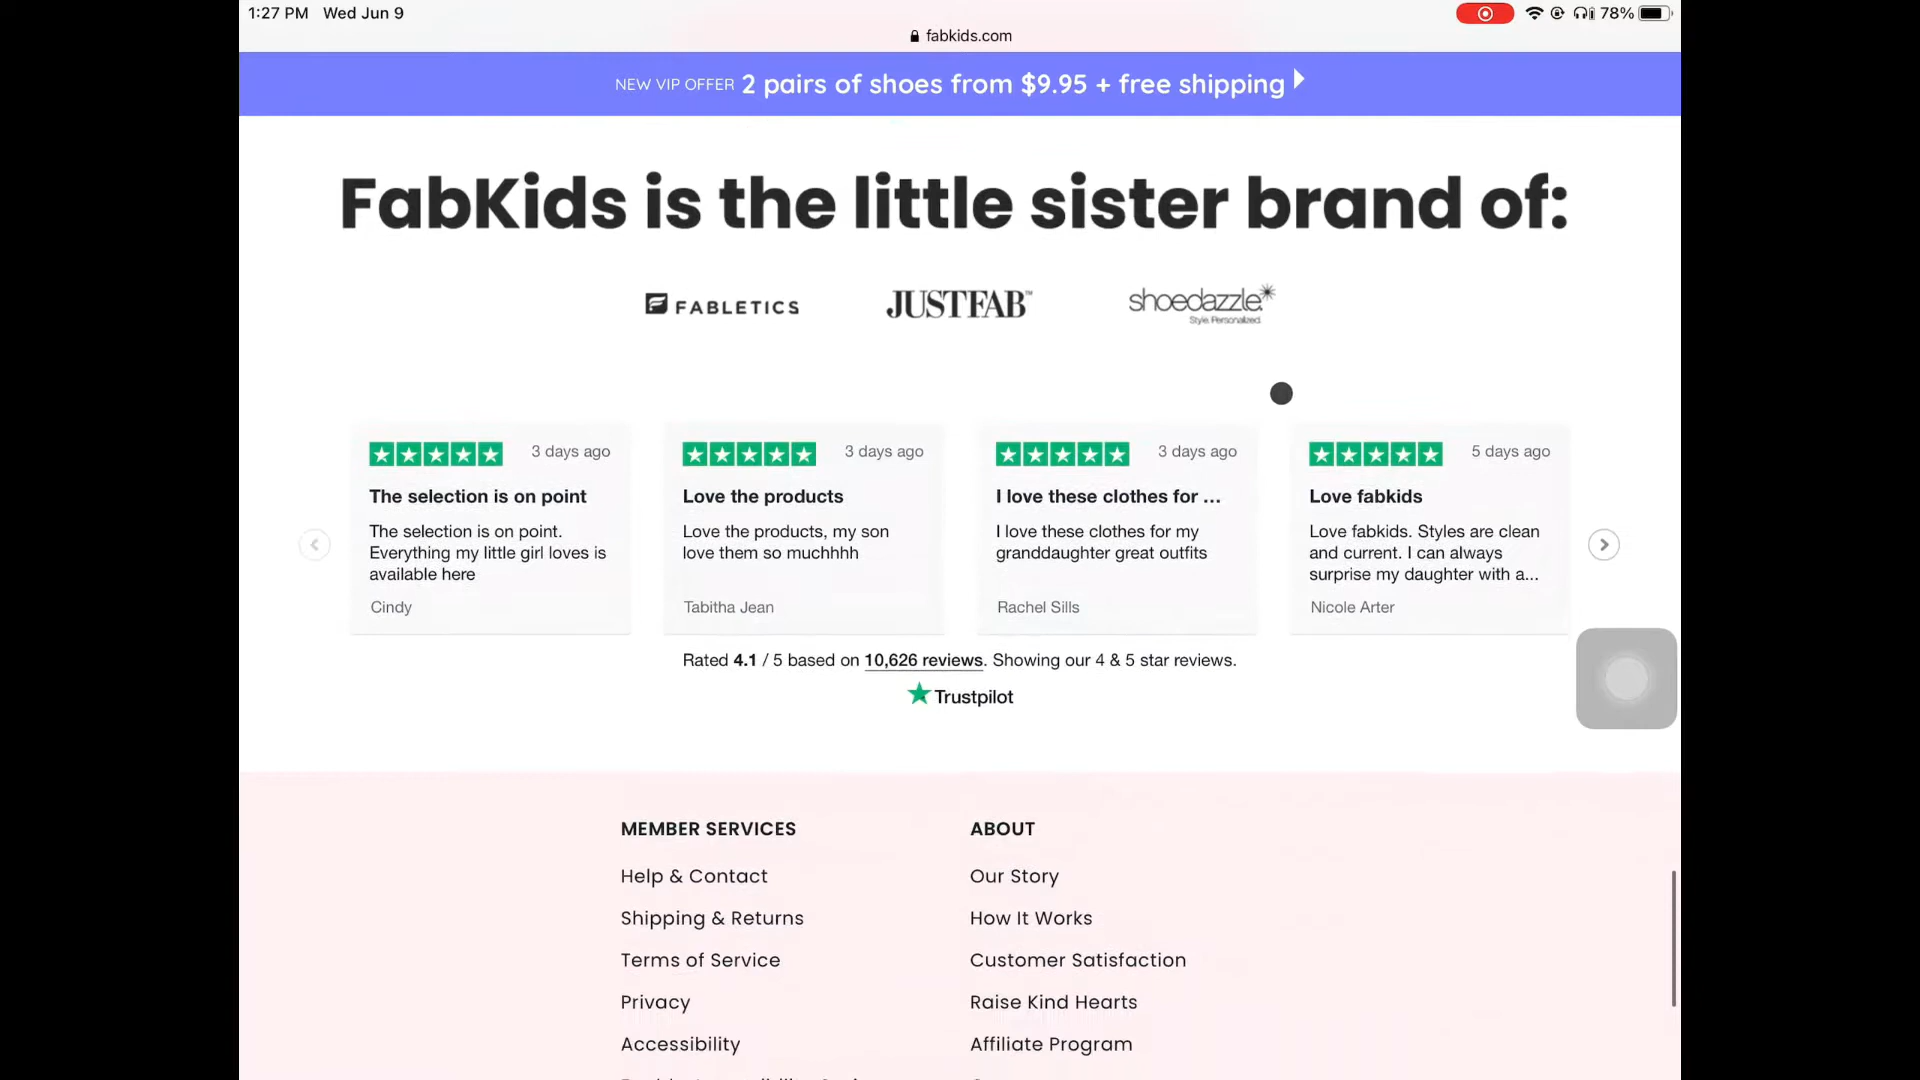 1:27 PM Wed Jun 9
78%
fabkids.com
NEW VIP OFFER 2 pairs of shoes from $9.95 + free shipping
FabKids is the little sister brand of:
FABLETICS
JUSTFAB™
shoedazzle
Style. Personalized.
3 days ago
The selection is on point
The selection is on point.
Everything my little girl loves is
available here
Cindy
3 days ago
Love the products
Love the products, my son
love them so muchhhh
Tabitha Jean
3 days ago
I love these clothes for ...
I love these clothes for my
granddaughter great outfits
Rachel Sills
5 days ago
Love fabkids
Love fabkids. Styles are clean
and current. I can always
surprise my daughter with a...
Nicole Arter
Rated 4.1 / 5 based on 10,626 reviews. Showing our 4 & 5 star reviews.
Trustpilot
MEMBER SERVICES
Help & Contact
Shipping & Returns
Terms of Service
Privacy
Accessibility
ABOUT
Our Story
How It Works
Customer Satisfaction
Raise Kind Hearts
Affiliate Program